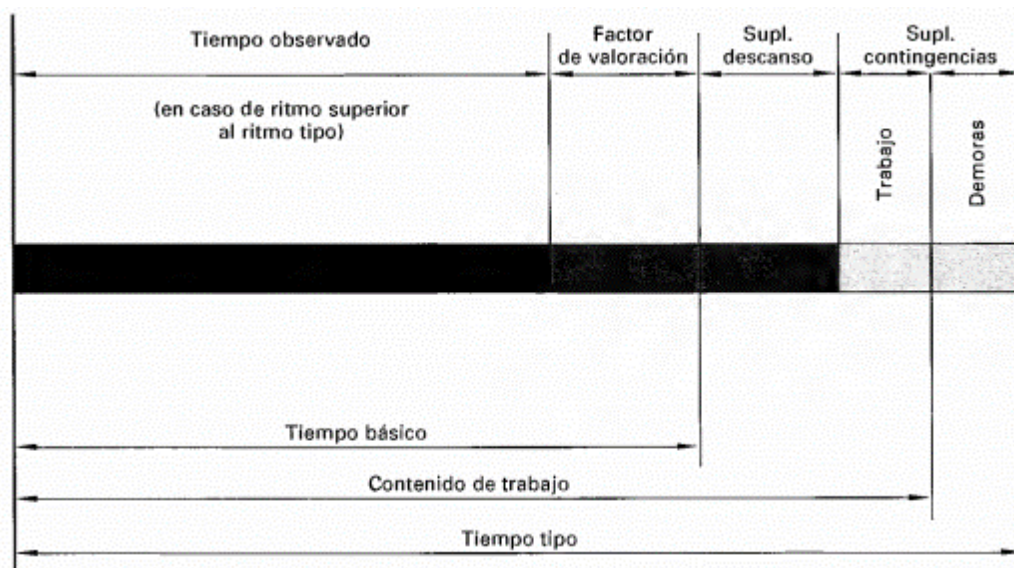 Tiempo observado
Factor
de valoración
Supl.
descanso
Supl.
contingencias
(en caso de ritmo superior
al ritmo tipo)
Trabajo
Demoras
Tiempo básico
Contenido de trabajo
Tiempo tipo